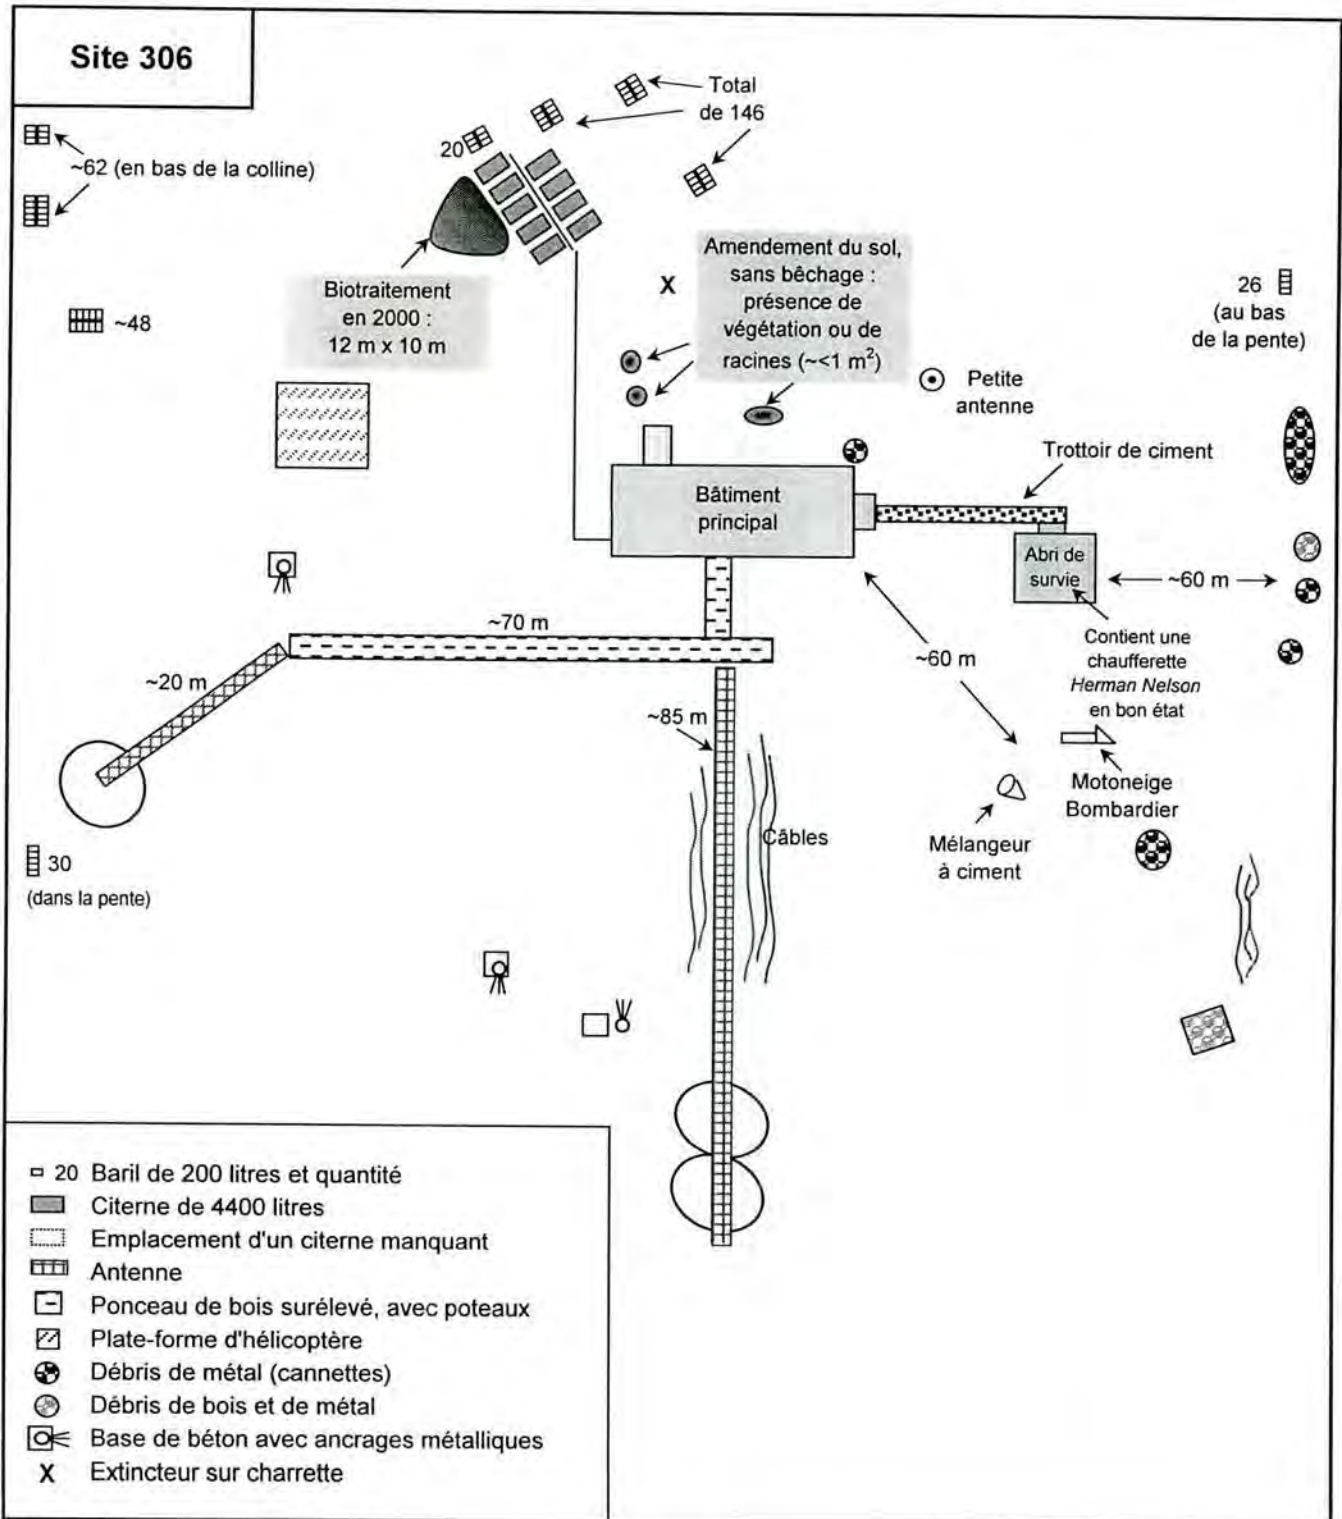 Site 306
Total
de 146
20
~62 (en bas de la colline)
Amendement du sol,
sans bêchage :
présence de
végétation ou de
racines (~<1 m²)
X
Biotraitement
en 2000 :
12 m x 10 m
~48
26
(au bas
de la pente)
Petite
antenne
Trottoir de ciment
Bâtiment
principal
Abri de
survie
~60 m
~70 m
~20 m
~60 m
Contient une
chaufferette
Herman Nelson
en bon état
~85 m
Motoneige
Bombardier
Câbles
Mélangeur
à ciment
30
(dans la pente)
20 Baril de 200 litres et quantité
Citerne de 4400 litres
Emplacement d'un citerne manquant
Antenne
Ponceau de bois surélevé, avec poteaux
Plate-forme d'hélicoptère
Débris de métal (cannettes)
Débris de bois et de métal
Base de béton avec ancrages métalliques
X Extincteur sur charrette